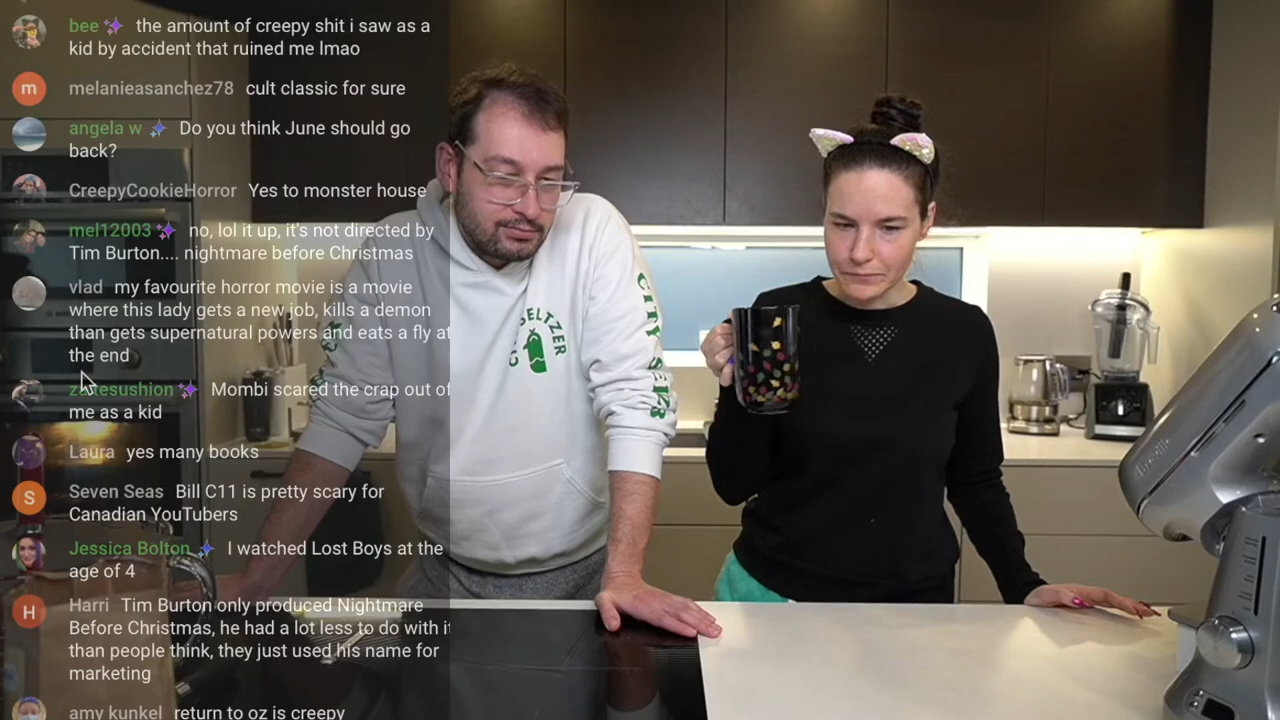 bee the amount of creepy shit i saw as a
kid by accident that ruined me lmao
m
melanieasanchez78 cult classic for sure
angela w Do you think June should go
back?
CreepyCookieHorror Yes to monster house
mel12003 no, lol it up, it's not directed by
Tim Burton.... nightmare before Christmas
vlad my favourite horror movie is a movie
where this lady gets a new job, kills a demon
than gets supernatural powers and eats a fly at
the end
Mombi scared the crap out of
me as a kid
Laura yes many books
S
Seven Seas Bill C11 is pretty scary for
Canadian YouTubers
Jessica Bolton I watched Lost Boys at the
age of 4
H
Harri Tim Burton only produced Nightmare
Before Christmas, he had a lot less to do with it
than people think, they just used his name for
marketing
amy kunkel return to oz is creepy
SELTZER
CITY SELTZ
Breville